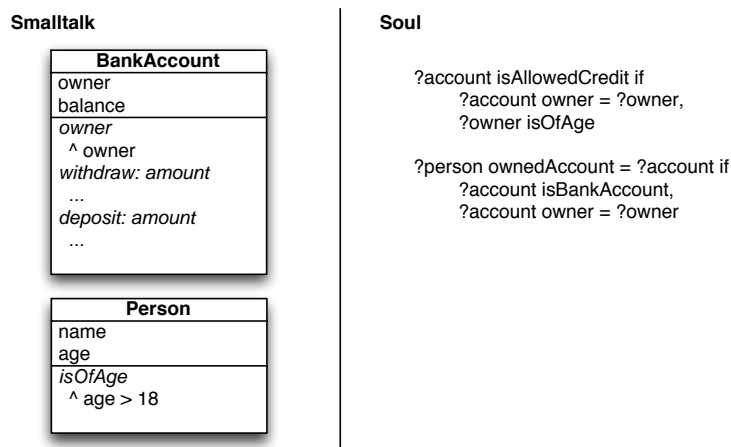 Smalltalk
BankAccount
owner
balance
owner
^ owner
withdraw: amount
...
deposit: amount
...
Person
name
age
isOfAge
^ age > 18
Soul
?account isAllowedCredit if
?account owner = ?owner,
?owner isOfAge
?person ownedAccount = ?account if
?account isBankAccount,
?account owner = ?owner